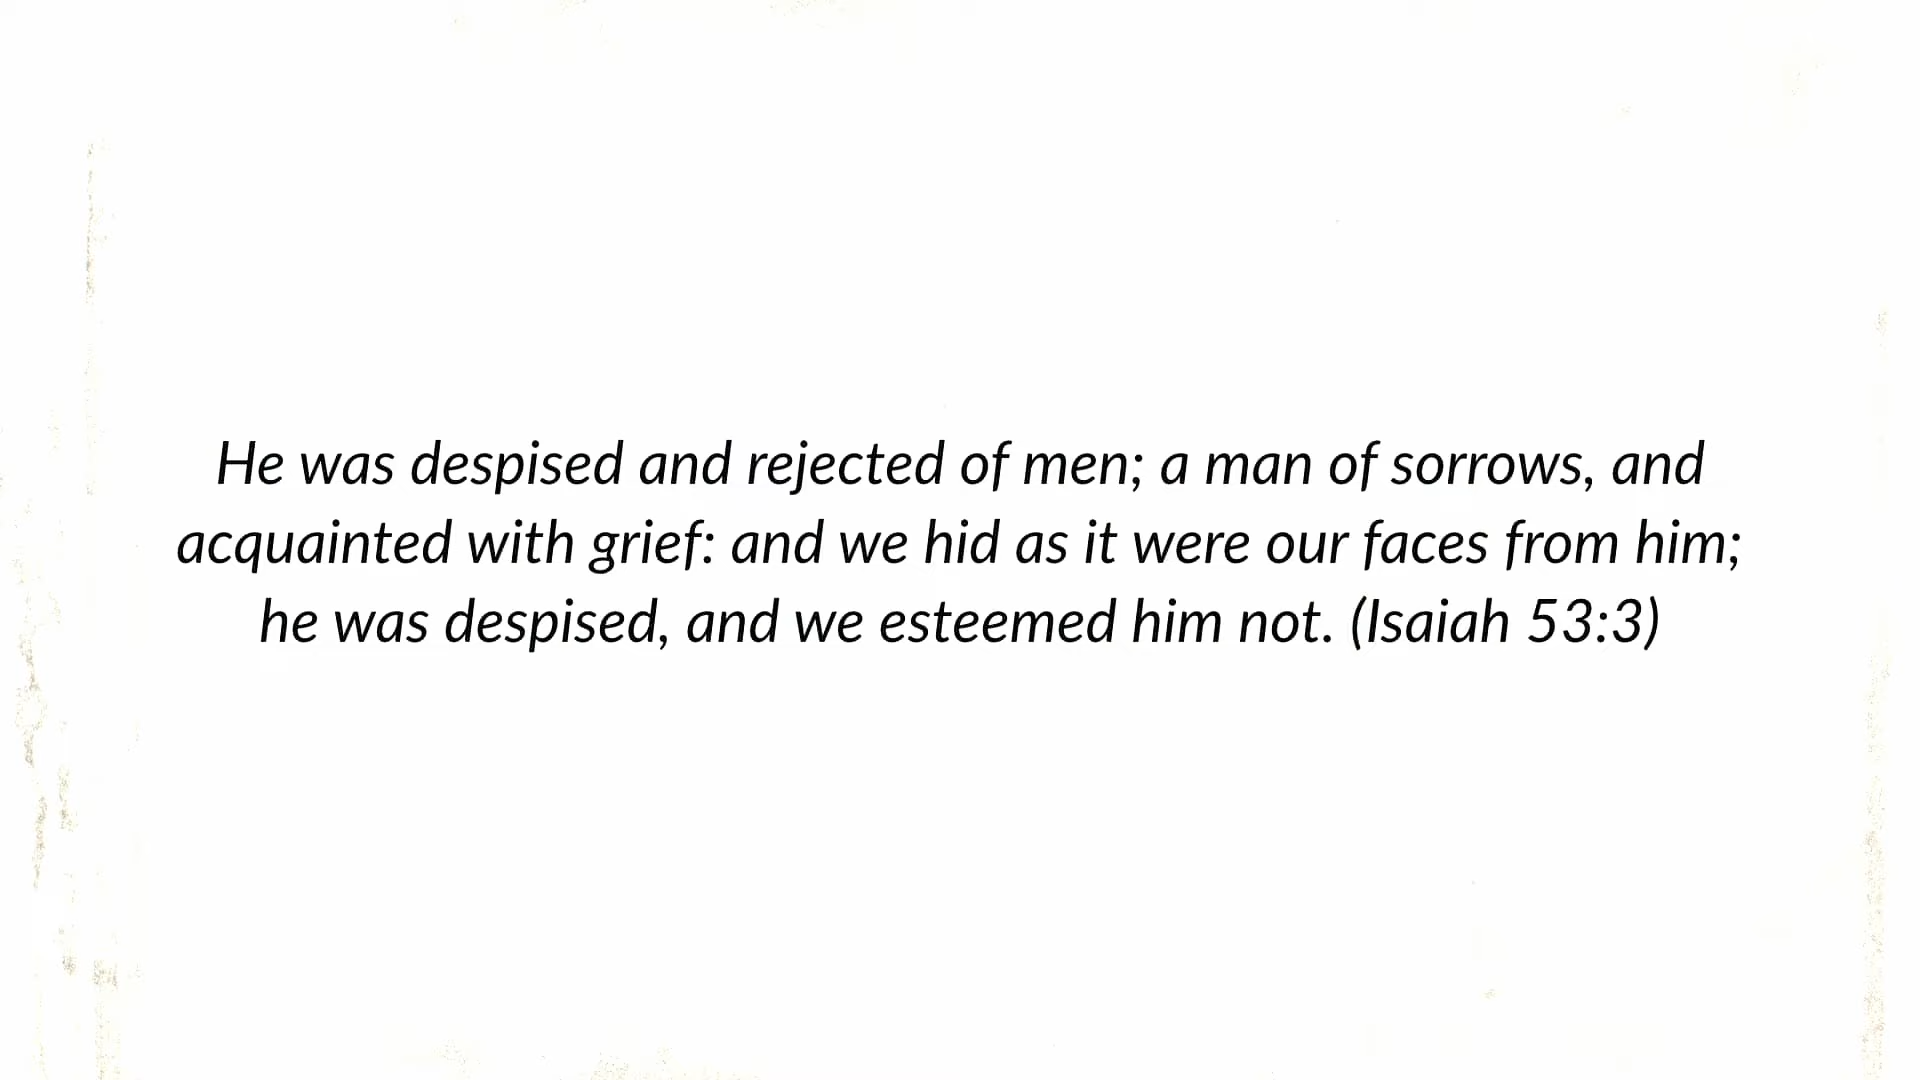 He was despised and rejected of men; a man of sorrows, and
acquainted with grief: and we hid as it were our faces from him;
he was despised, and we esteemed him not. (Isaiah 53:3)